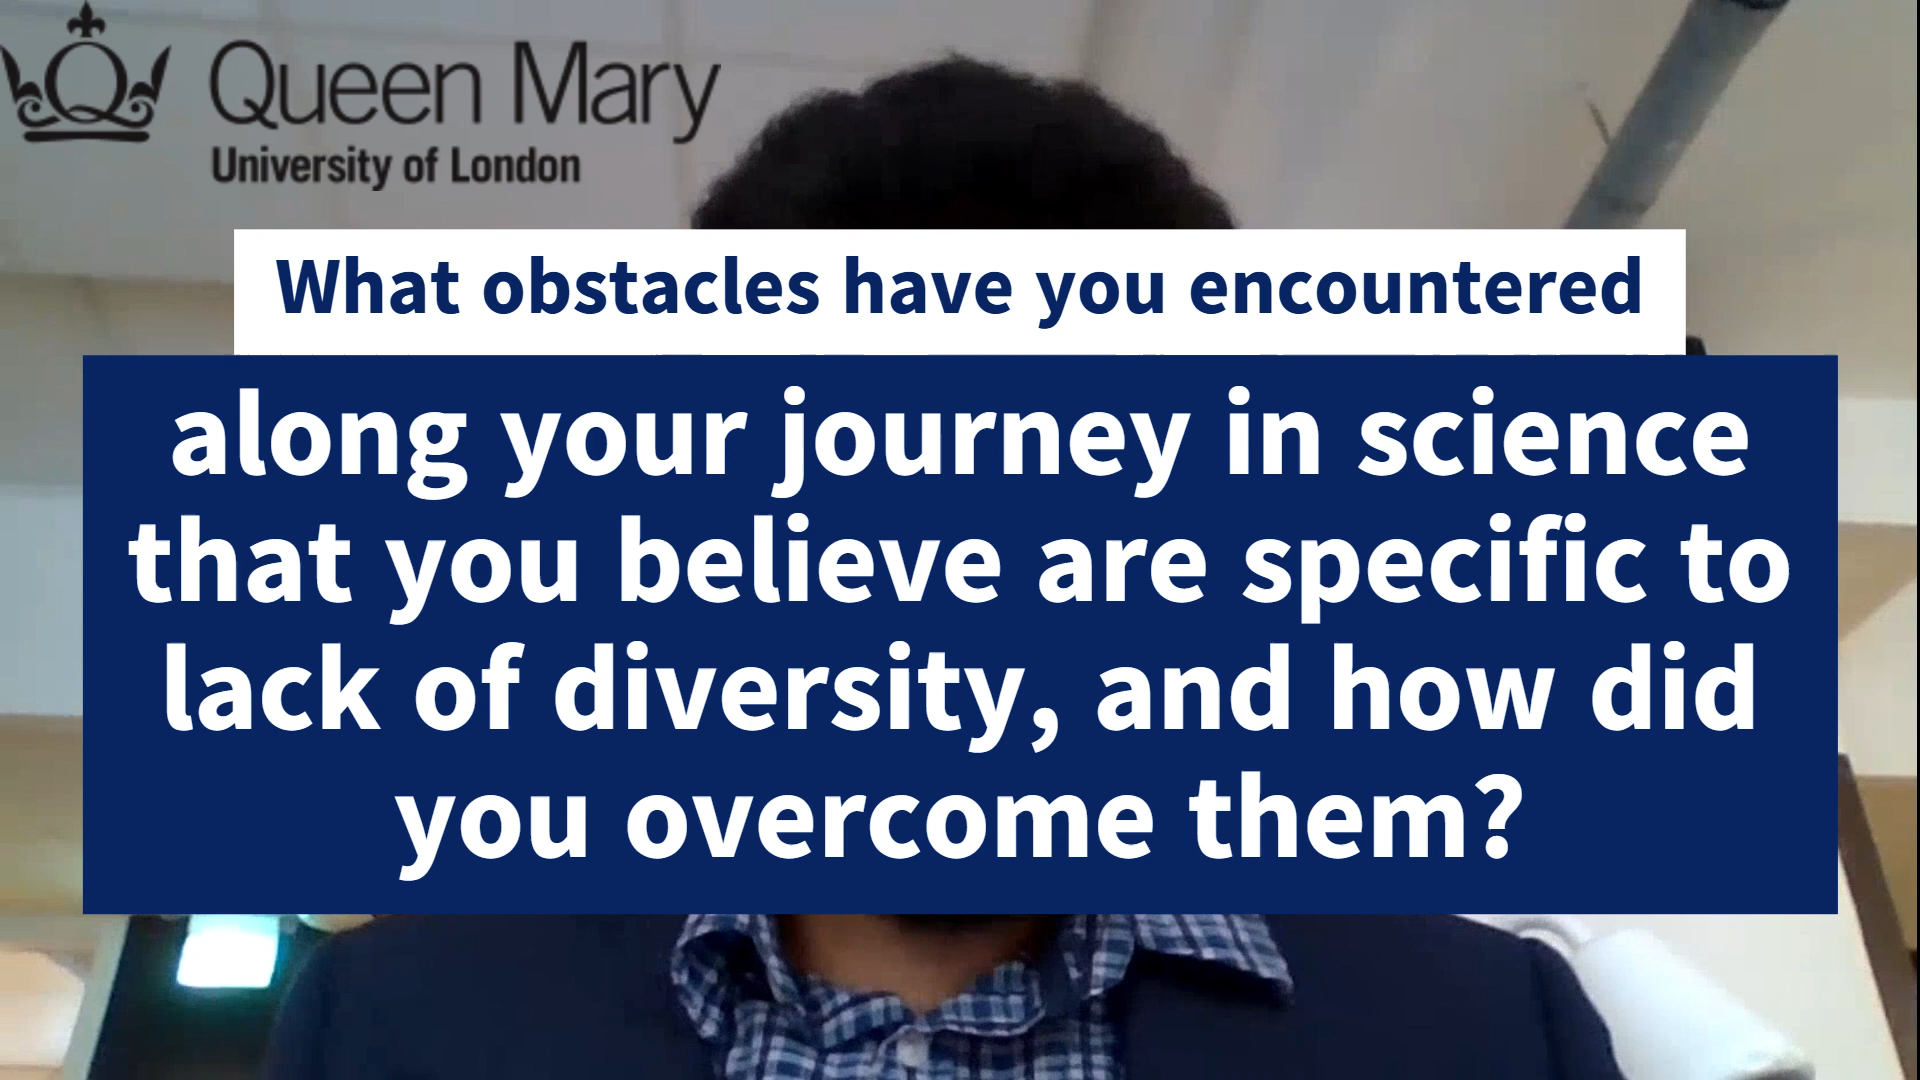 Queen Mary
University of London
What obstacles have you encountered
along your journey in science
that you believe are specific to
lack of diversity, and how did
you overcome them?